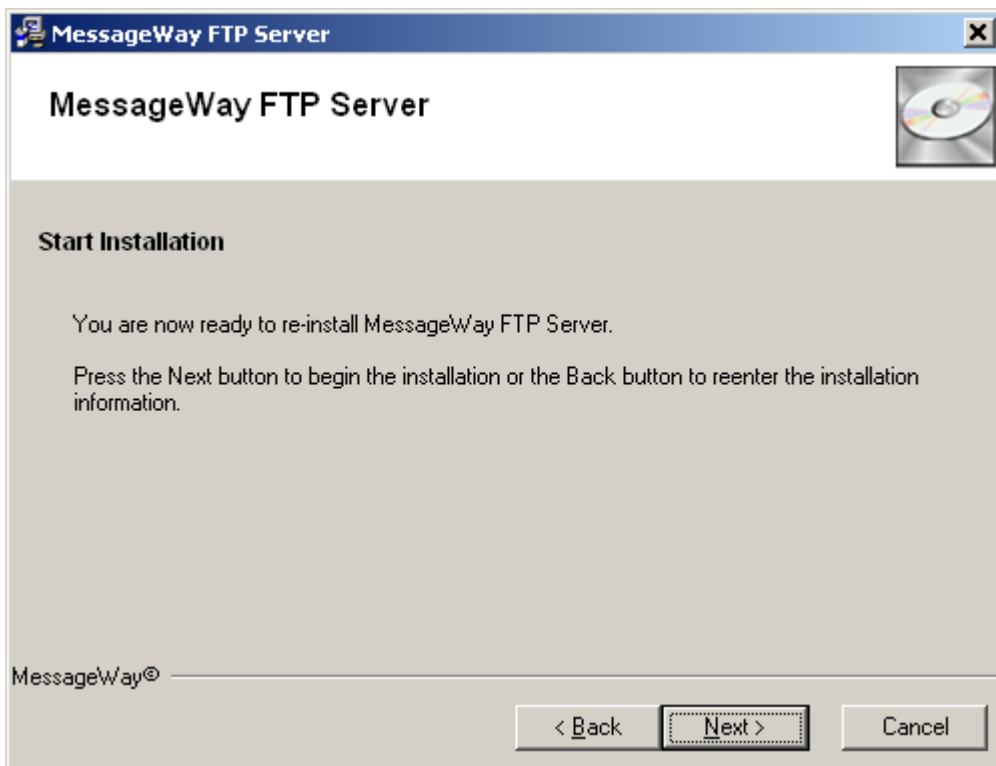 MessageWay FTP Server
MessageWay FTP Server
Start Installation
You are now ready to re-install MessageWay FTP Server.
Press the Next button to begin the installation or the Back button to reenter the installation
information.
MessageWay©
< Back
Next >
Cancel